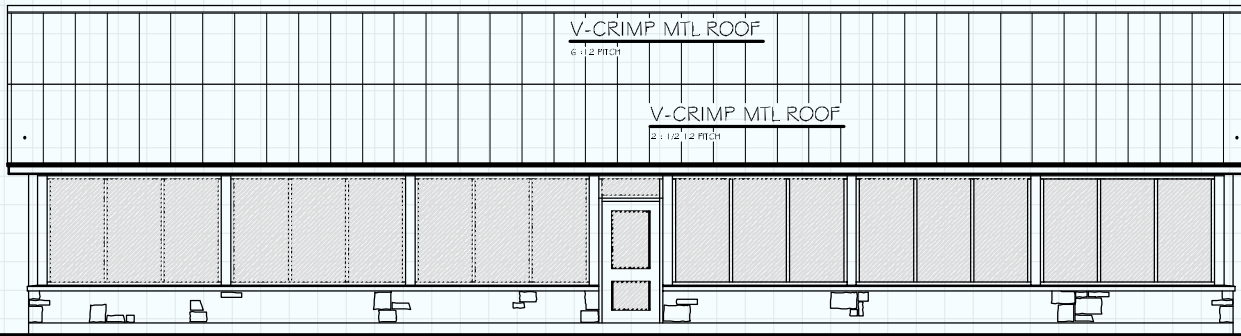 V-CRIMP MTL ROOF
6 :12 PITCH
V-CRIMP MTL ROOF
2 : 1/2 12 PITCH